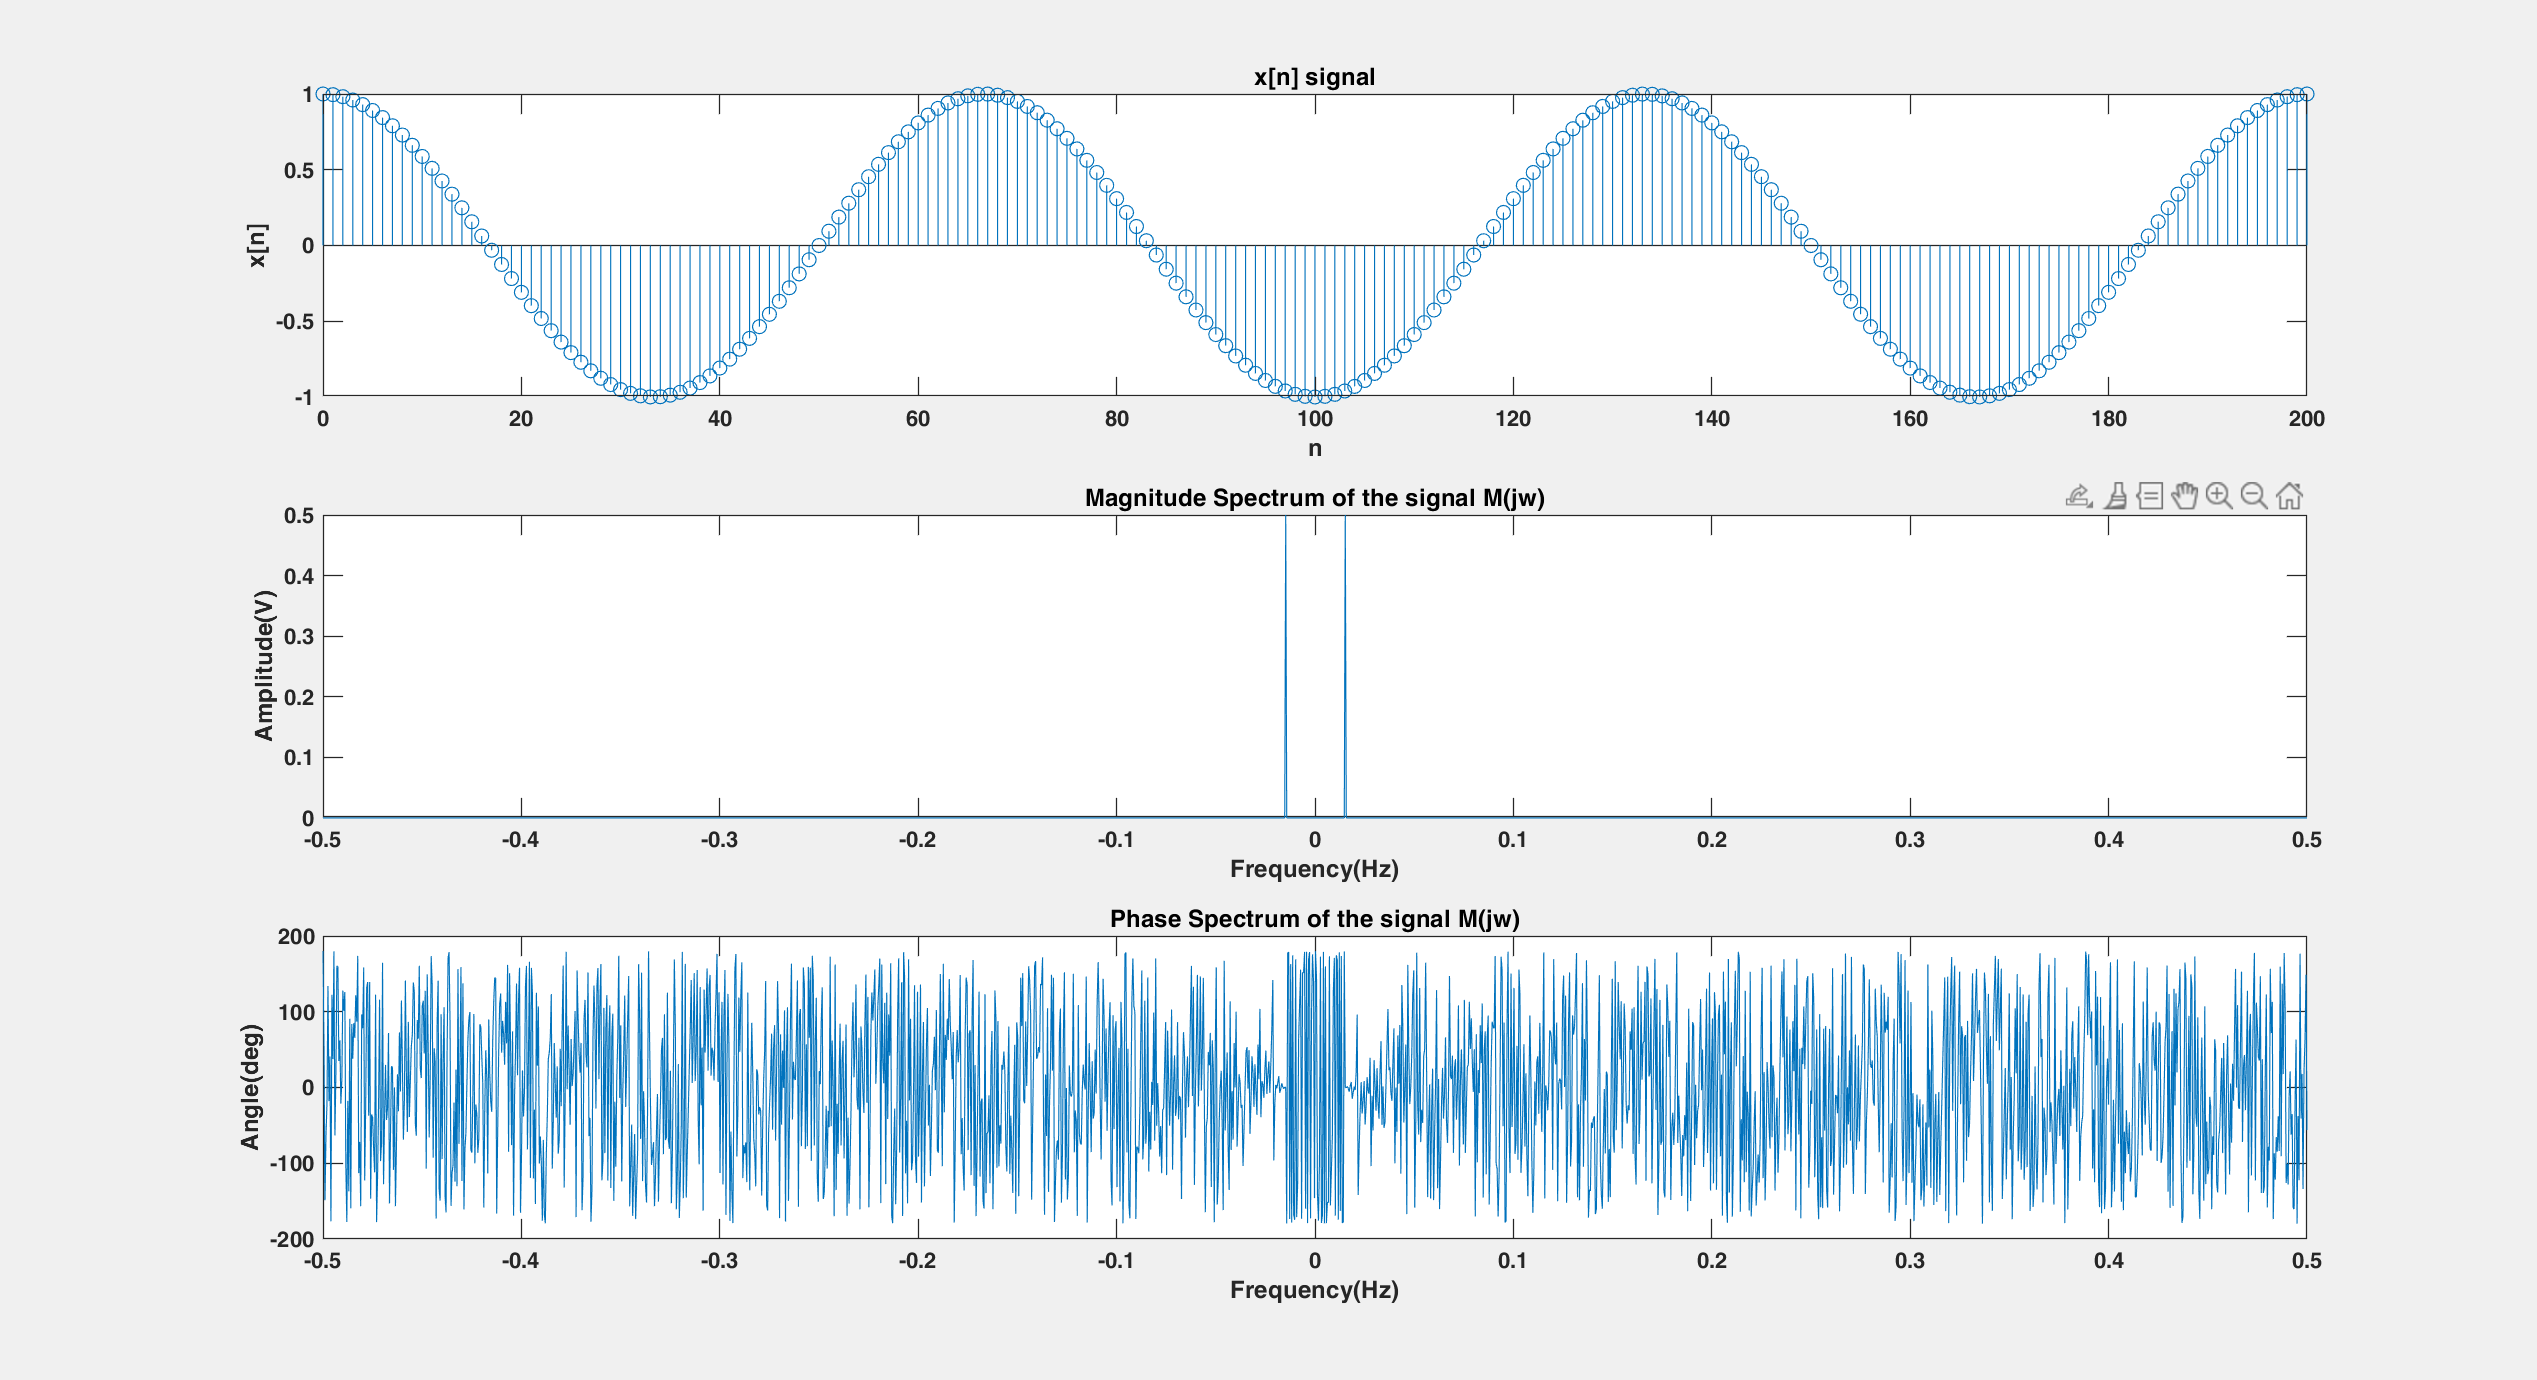 x[n] signal
1
0.5
0
-0.5
-1
x[n]
0 20 40 60 80 100 120 140 160 180 200
n
Magnitude Spectrum of the signal M(jw)
0.5
0.4
0.3
0.2
0.1
0
Amplitude(V)
-0.5 -0.4 -0.3 -0.2 -0.1 0 0.1 0.2 0.3 0.4 0.5
Frequency(Hz)
Phase Spectrum of the signal M(jw)
200
100
0
-100
-200
Angle(deg)
-0.5 -0.4 -0.3 -0.2 -0.1 0 0.1 0.2 0.3 0.4 0.5
Frequency(Hz)